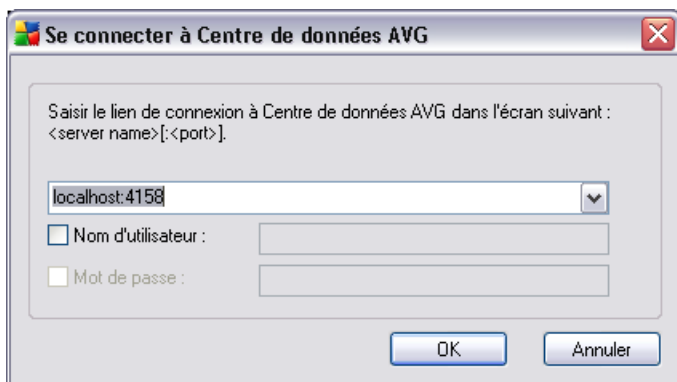 Se connecter à Centre de données AVG
Saisir le lien de connexion à Centre de données AVG dans l'écran suivant :
<server name>[:<port>].
localhost:4158
Nom d'utilisateur :
Mot de passe :
OK
Annuler